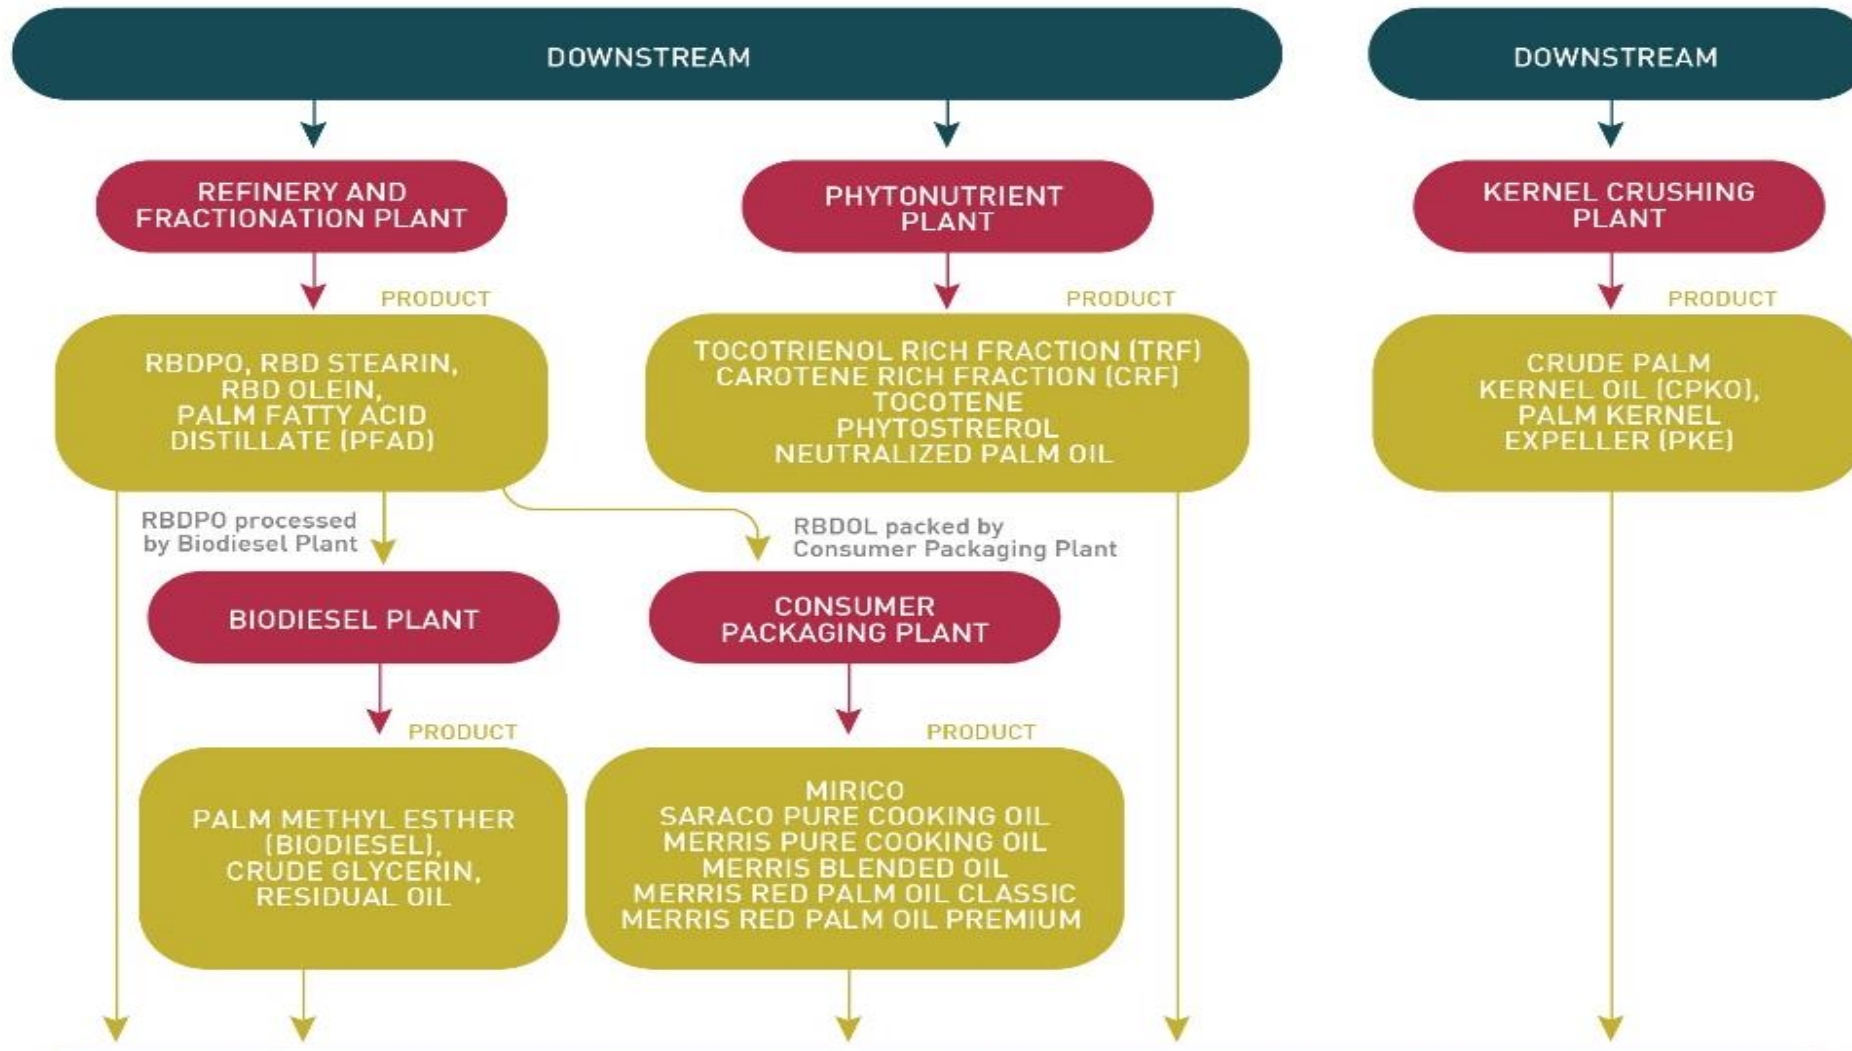 DOWNSTREAM
DOWNSTREAM
REFINERY AND
FRACTIONATION PLANT
PHYTONUTRIENT
PLANT
KERNEL CRUSHING
PLANT
PRODUCT
PRODUCT
PRODUCT
RBDPO, RBD STEARIN,
RBD OLEIN,
PALM FATTY ACID
DISTILLATE (PFAD)
TOCOTRIENOL RICH FRACTION (TRF)
CAROTENE RICH FRACTION (CRF)
TOCOTENE
PHYTOSTREROL
NEUTRALIZED PALM OIL
CRUDE PALM
KERNEL OIL (CPKO),
PALM KERNEL
EXPELLER (PKE)
RBDPO processed
by Biodiesel Plant
RBDOL packed by
Consumer Packaging Plant
BIODIESEL PLANT
CONSUMER
PACKAGING PLANT
PRODUCT
PRODUCT
PALM METHYL ESTHER
(BIODIESEL),
CRUDE GLYCERIN,
RESIDUAL OIL
MIRICO
SARACO PURE COOKING OIL
MERRIS PURE COOKING OIL
MERRIS BLENDED OIL
MERRIS RED PALM OIL CLASSIC
MERRIS RED PALM OIL PREMIUM